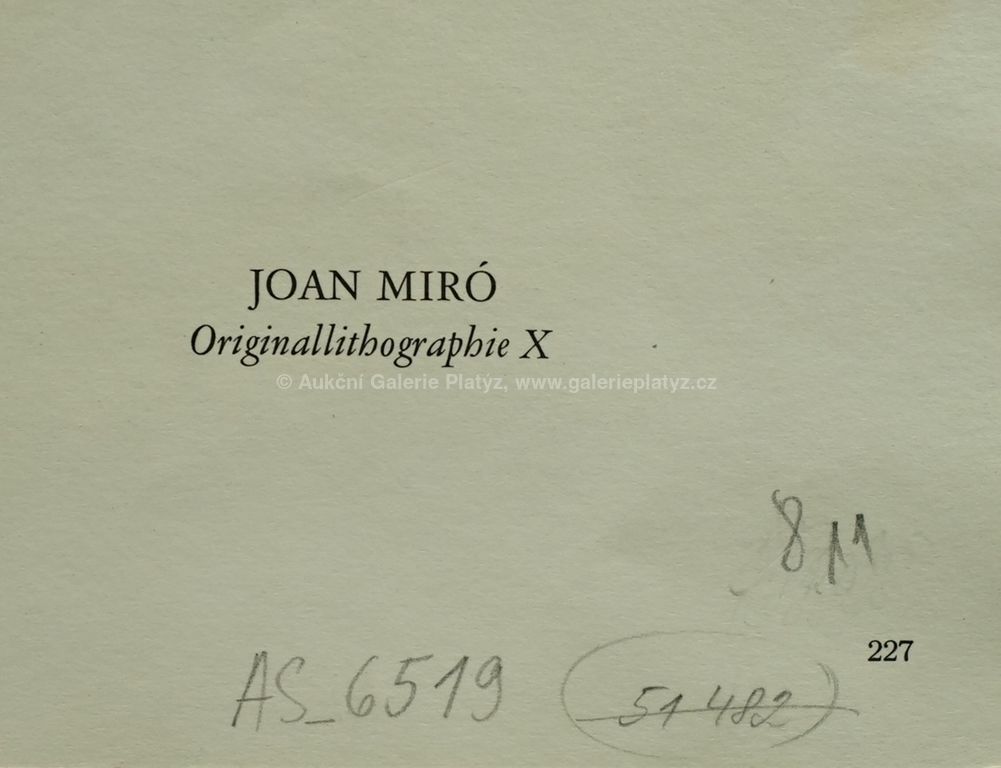 JOAN MIRÓ
Originallithographie X
© Aukční Galerie Platýz, www.galerieplatyz.cz
8 11
227
AS_6519
51 482